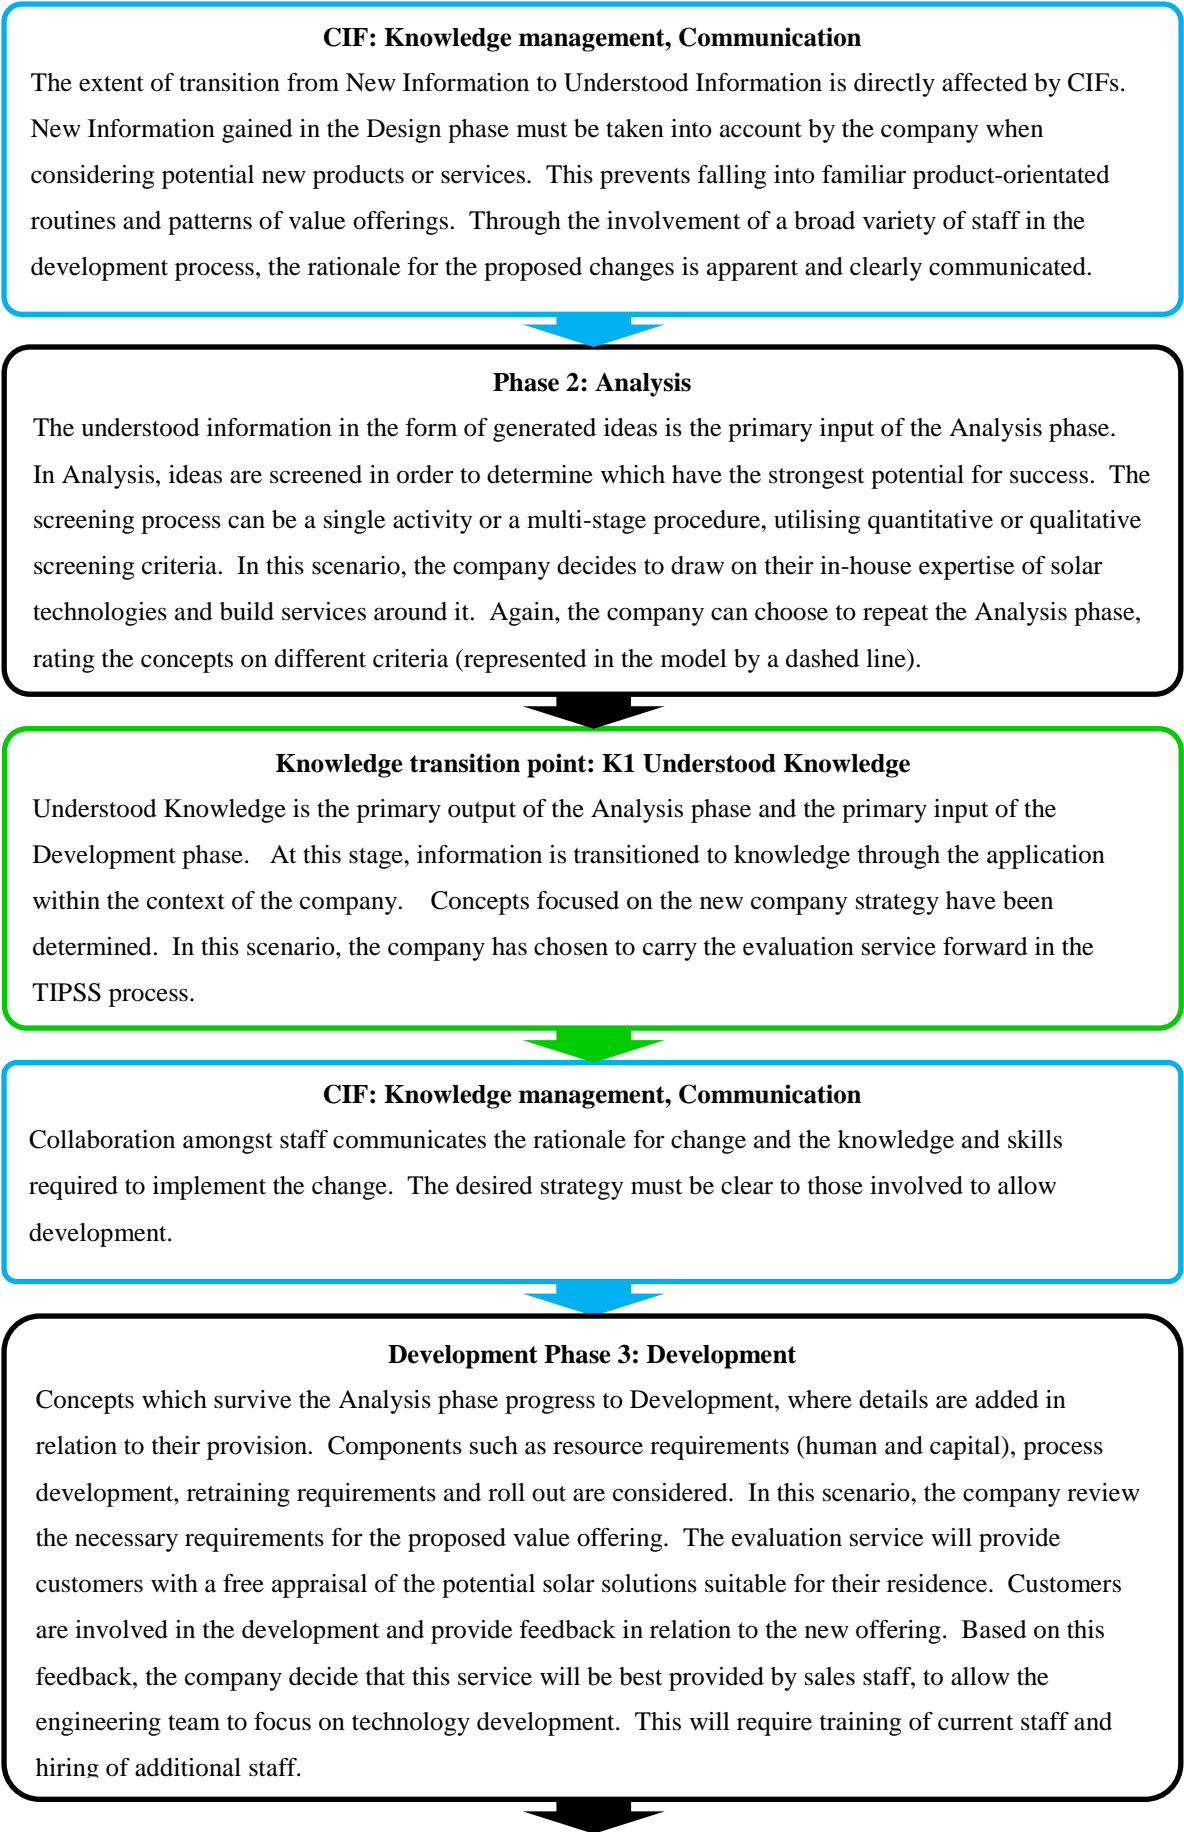 CIF: Knowledge management, Communication
The extent of transition from New Information to Understood Information is directly affected by CIFs.
New Information gained in the Design phase must be taken into account by the company when
considering potential new products or services.  This prevents falling into familiar product-orientated
routines and patterns of value offerings.  Through the involvement of a broad variety of staff in the
development process, the rationale for the proposed changes is apparent and clearly communicated.
Phase 2: Analysis
The understood information in the form of generated ideas is the primary input of the Analysis phase.
In Analysis, ideas are screened in order to determine which have the strongest potential for success.  The
screening process can be a single activity or a multi-stage procedure, utilising quantitative or qualitative
screening criteria.  In this scenario, the company decides to draw on their in-house expertise of solar
technologies and build services around it.  Again, the company can choose to repeat the Analysis phase,
rating the concepts on different criteria (represented in the model by a dashed line).
Knowledge transition point: K1 Understood Knowledge
Understood Knowledge is the primary output of the Analysis phase and the primary input of the
Development phase.   At this stage, information is transitioned to knowledge through the application
within the context of the company.    Concepts focused on the new company strategy have been
determined.  In this scenario, the company has chosen to carry the evaluation service forward in the
TIPSS process.
CIF: Knowledge management, Communication
Collaboration amongst staff communicates the rationale for change and the knowledge and skills
required to implement the change.  The desired strategy must be clear to those involved to allow
development.
Development Phase 3: Development
Concepts which survive the Analysis phase progress to Development, where details are added in
relation to their provision.  Components such as resource requirements (human and capital), process
development, retraining requirements and roll out are considered.  In this scenario, the company review
the necessary requirements for the proposed value offering.  The evaluation service will provide
customers with a free appraisal of the potential solar solutions suitable for their residence.  Customers
are involved in the development and provide feedback in relation to the new offering.  Based on this
feedback, the company decide that this service will be best provided by sales staff, to allow the
engineering team to focus on technology development.  This will require training of current staff and
hiring of additional staff.